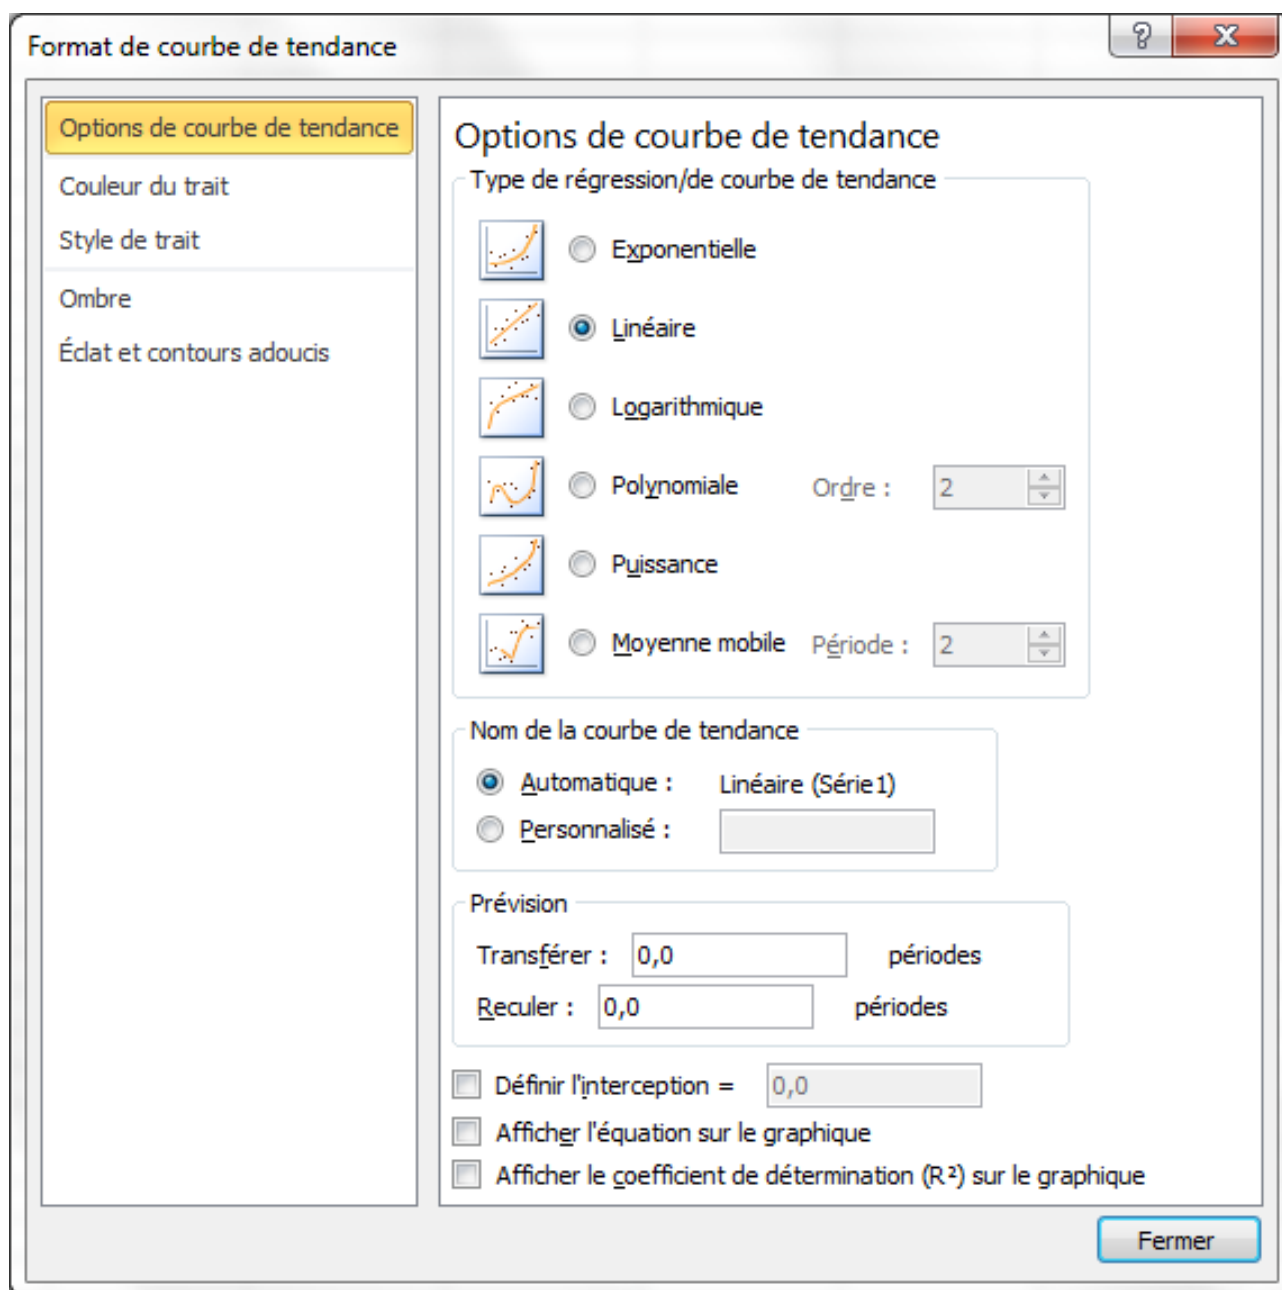 Format de courbe de tendance
?
X
Options de courbe de tendance
Couleur du trait
Style de trait
Ombre
Éclat et contours adoucis
Options de courbe de tendance
Type de régression/de courbe de tendance
Exponentielle
Linéaire
Logarithmique
Polynomiale Ordre : 2
Puissance
Moyenne mobile Période : 2
Nom de la courbe de tendance
Automatique : Linéaire (Série1)
Personnalisé :
Prévision
Transférer : 0,0 périodes
Reculer : 0,0 périodes
Définir l'interception = 0,0
Afficher l'équation sur le graphique
Afficher le coefficient de détermination (R²) sur le graphique
Fermer